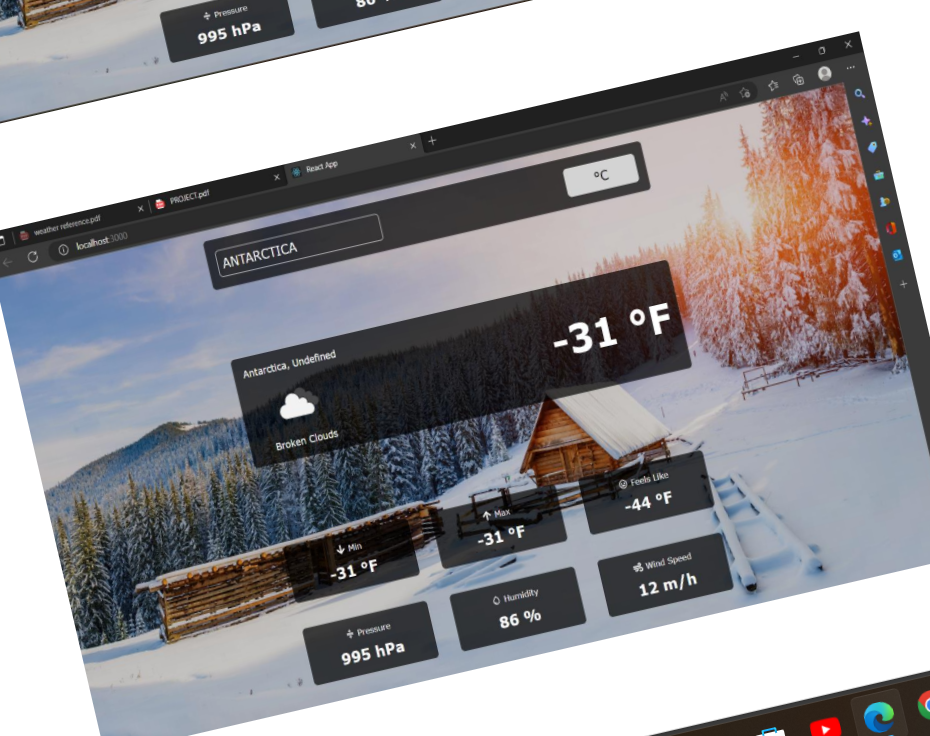 Pressure
995 hPa
86 %
weather reference.pdf
PROJECT.pdf
React App
localhost:3000
ANTARCTICA
°C
Antarctica, Undefined
-31 °F
Broken Clouds
Min
-31 °F
Max
-31 °F
Feels Like
-44 °F
Pressure
995 hPa
Humidity
86 %
Wind Speed
12 m/h